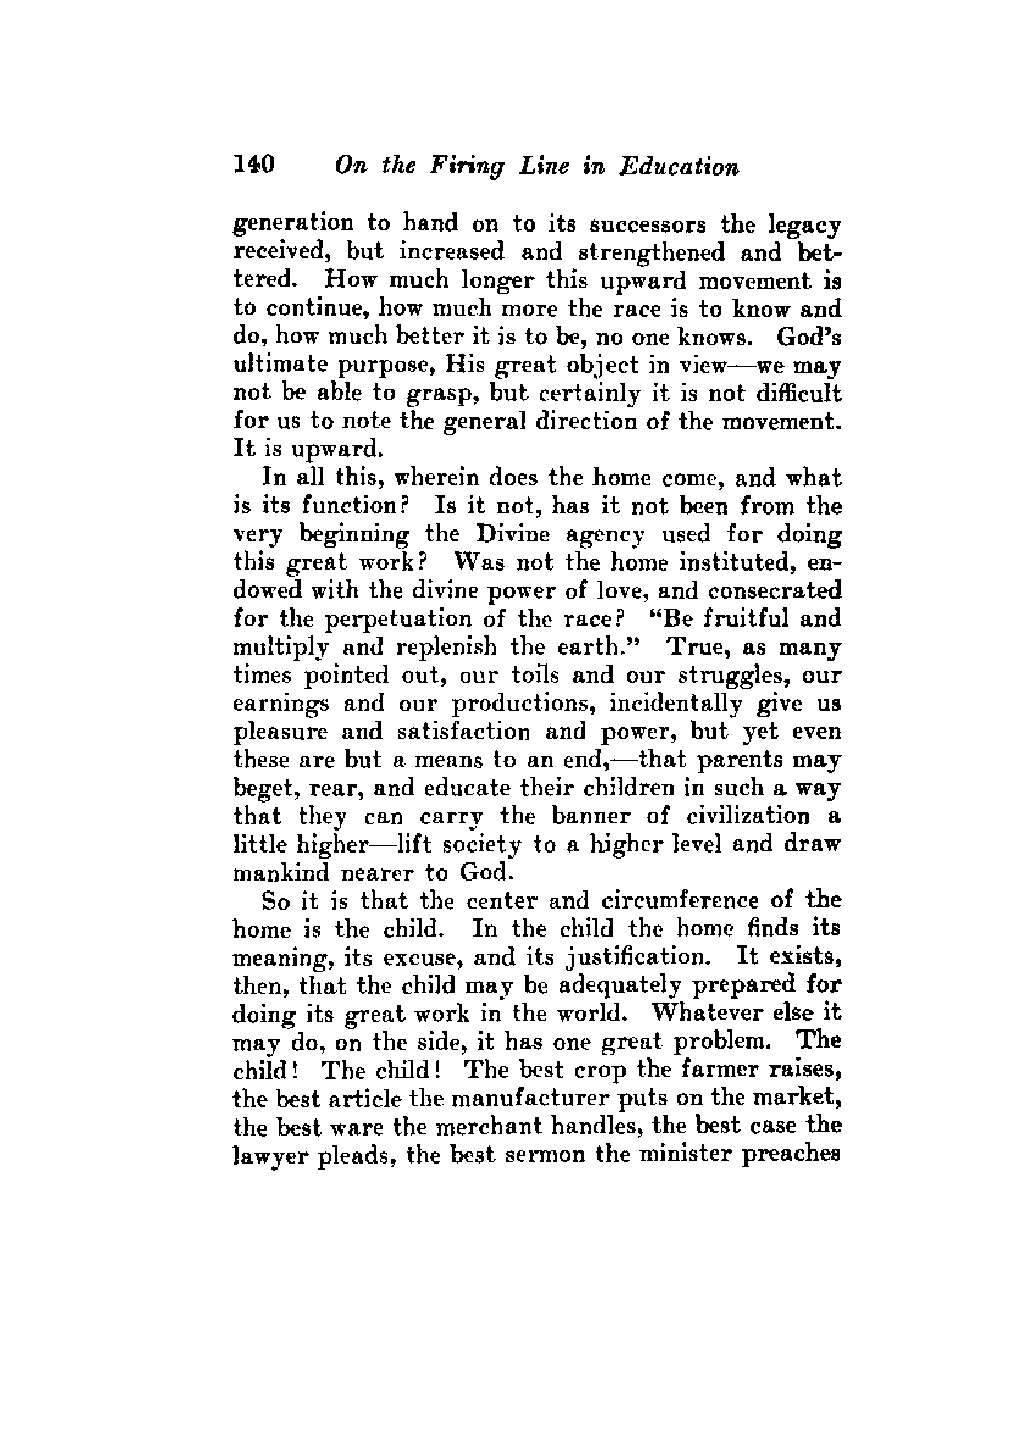 140 On the Firing Line in Education
generation to hand on to its successors the legacy
received, but increased and strengthened and bet-
tered. How much longer this upward movement is
to continue, how much more the race is to know and
do, how much better it is to be, no one knows. God's
ultimate purpose, His great object in view—we may
not be able to grasp, but certainly it is not difficult
for us to note the general direction of the movement.
It is upward.
In all this, wherein does the home come, and what
is its function? Is it not, has it not been from the
very beginning the Divine agency used for doing
this great work? Was not the home instituted, en-
dowed with the divine power of love, and consecrated
for the perpetuation of the race? "Be fruitful and
multiply and replenish the earth." True, as many
times pointed out, our toils and our struggles, our
earnings and our productions, incidentally give us
pleasure and satisfaction and power, but yet even
these are but a means to an end,—that parents may
beget, rear, and educate their children in such a way
that they can carry the banner of civilization a
little higher—lift society to a higher level and draw
mankind nearer to God.
So it is that the center and circumference of the
home is the child. In the child the home finds its
meaning, its excuse, and its justification. It exists,
then, that the child may be adequately prepared for
doing its great work in the world. Whatever else it
may do, on the side, it has one great problem. The
child! The child! The best crop the farmer raises,
the best article the manufacturer puts on the market,
the best ware the merchant handles, the best case the
lawyer pleads, the best sermon the minister preaches